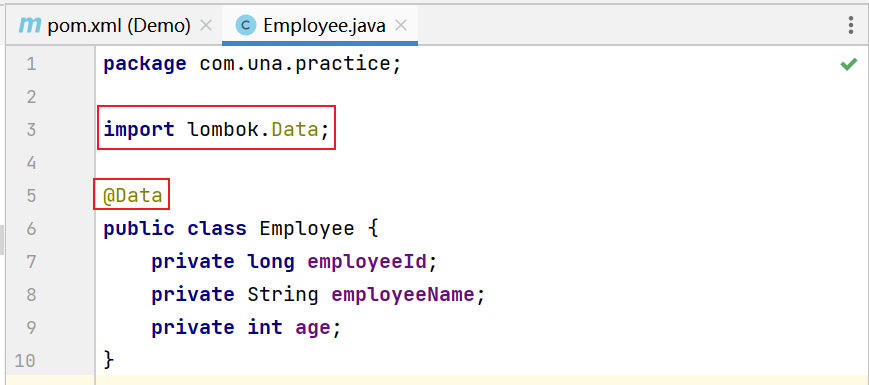 pom.xml (Demo) Employee.java
1 package com.una.practice;
2
3 import lombok.Data;
4
5 @Data
6 public class Employee {
7     private long employeeId;
8     private String employeeName;
9     private int age;
10 }